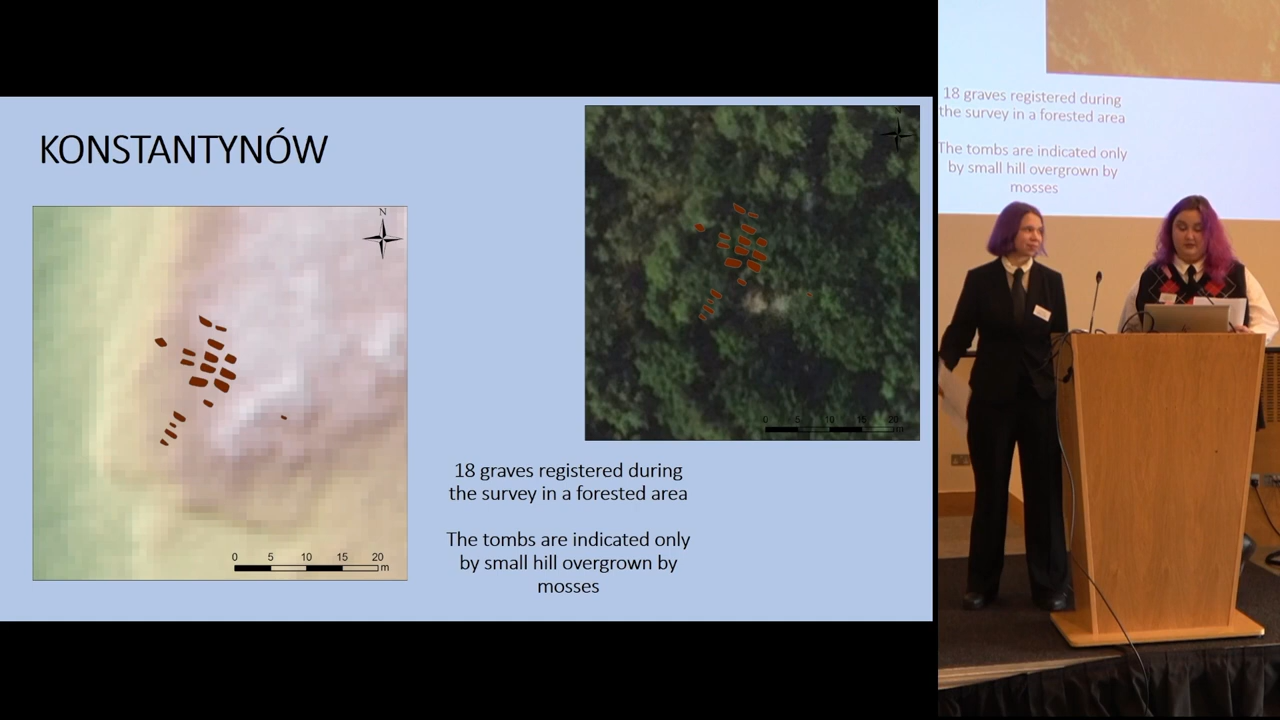 KONSTANTYNÓW
N
0 5 10 15 20
m
0 5 10 15 20
m
18 graves registered during
the survey in a forested area
The tombs are indicated only
by small hill overgrown by
mosses
18 graves registered during
the survey in a forested area
The tombs are indicated only
by small hill overgrown by
mosses